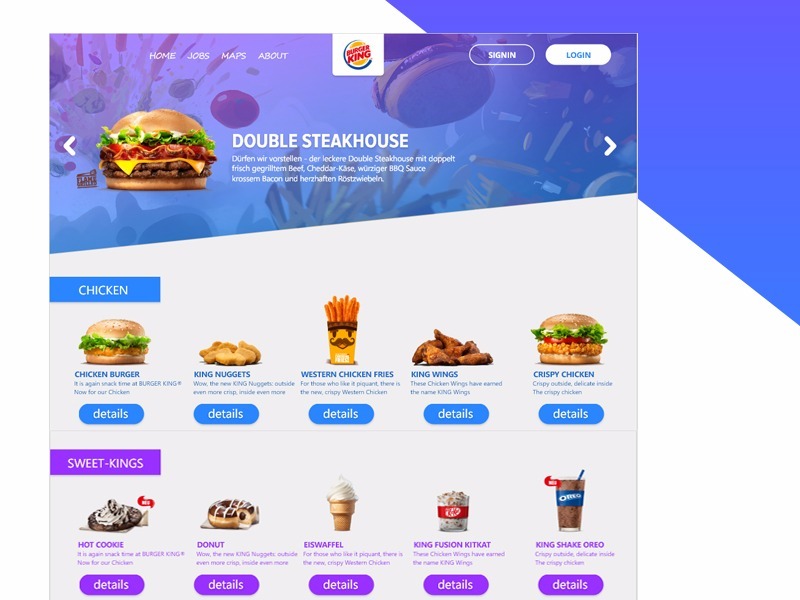 HOME JOBS MAPS ABOUT
BURGER
KING
SIGNIN
LOGIN
DOUBLE STEAKHOUSE
Dürfen wir vorstellen - der leckere Double Steakhouse mit doppelt
frisch gegrilltem Beef, Cheddar-Käse, würziger BBQ Sauce
krossem Bacon und herzhaften Röstzwiebeln.
CHICKEN
CHICKEN BURGER
It is again snack time at BURGER KING®
Now for our Chicken
details
KING NUGGETS
Wow, the new KING Nuggets: outside
even more crisp, inside even more
details
WESTERN CHICKEN FRIES
For those who like it piquant, there is
the new, crispy Western Chicken
details
KING WINGS
These Chicken Wings have earned
the name KING Wings
details
CRISPY CHICKEN
Crispy outside, delicate inside
The crispy chicken
details
SWEET-KINGS
NEU
HOT COOKIE
It is again snack time at BURGER KING®
Now for our Chicken
details
DONUT
Wow, the new KING Nuggets: outside
even more crisp, inside even more
details
EISWAFFEL
For those who like it piquant, there is
the new, crispy Western Chicken
details
KitKat
KING FUSION KITKAT
These Chicken Wings have earned
the name KING Wings
details
NEU
OREO
KING SHAKE OREO
Crispy outside, delicate inside
The crispy chicken
details